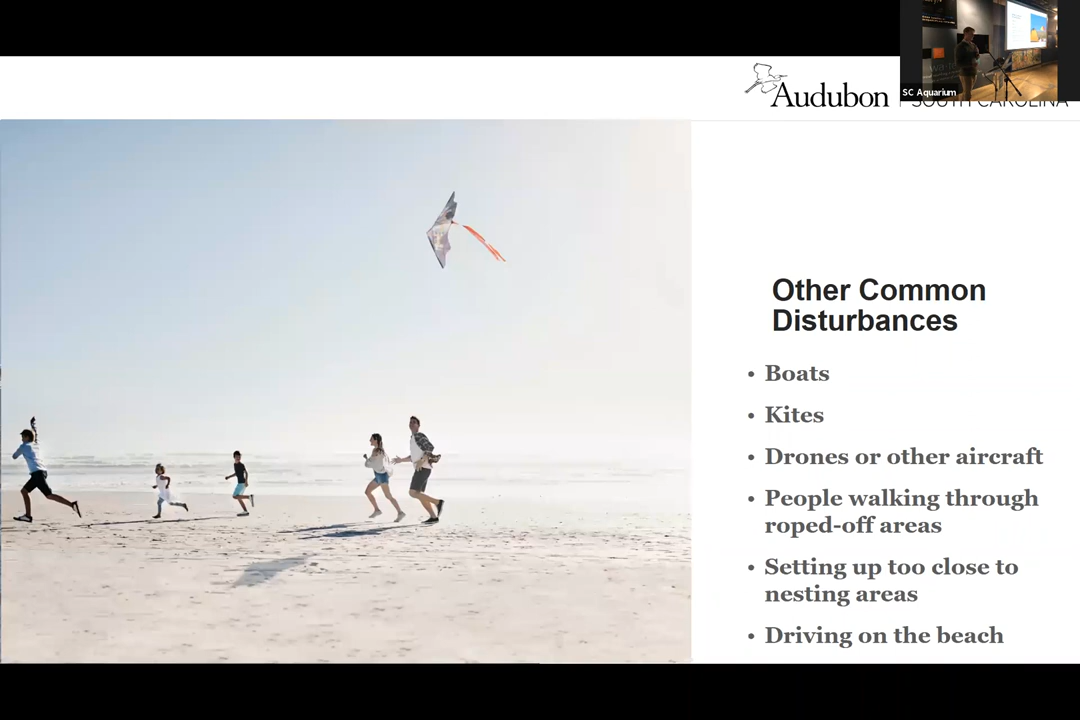 Audubon
SOUTH CAROLINA
SC Aquarium
Other Common
Disturbances
• Boats
• Kites
• Drones or other aircraft
• People walking through
roped-off areas
• Setting up too close to
nesting areas
• Driving on the beach